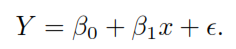 Y = β₀ + β₁x + ϵ.